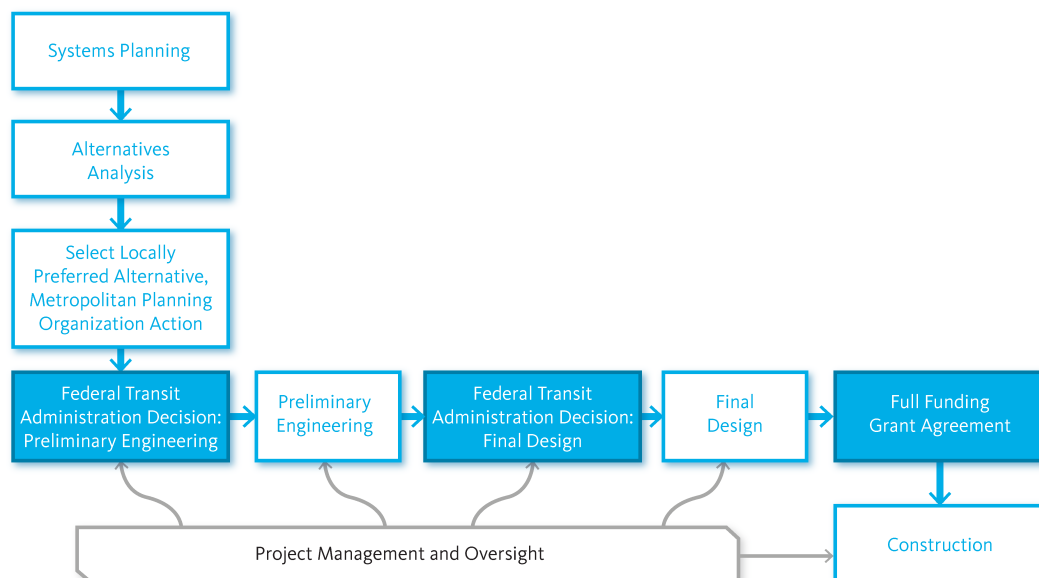 Systems Planning
Alternatives
Analysis
Select Locally
Preferred Alternative,
Metropolitan Planning
Organization Action
Federal Transit
Administration Decision:
Preliminary Engineering
Preliminary
Engineering
Federal Transit
Administration Decision:
Final Design
Final
Design
Full Funding
Grant Agreement
Project Management and Oversight
Construction